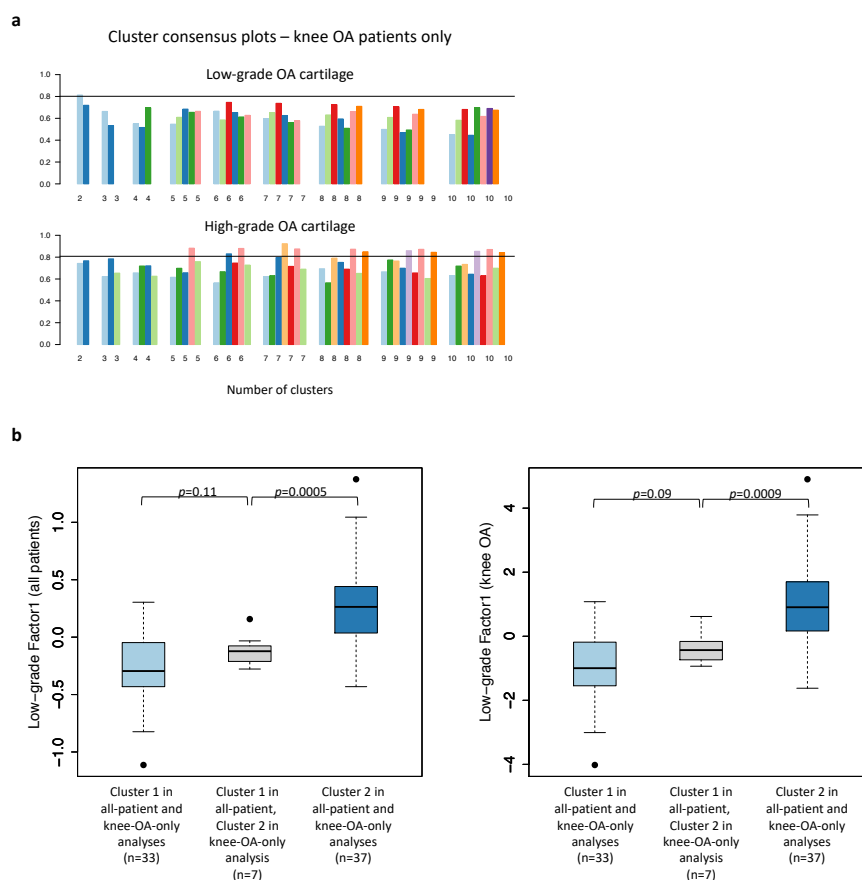 a
Cluster consensus plots – knee OA patients only
Low-grade OA cartilage
1.0
0.8
0.6
0.4
0.2
0.0
2 3 3 4 4 5 5 5 6 6 6 7 7 7 7 8 8 8 8 9 9 9 9 9 10 10 10 10
High-grade OA cartilage
1.0
0.8
0.6
0.4
0.2
0.0
2 3 3 4 4 5 5 5 6 6 6 7 7 7 7 8 8 8 8 9 9 9 9 9 10 10 10 10
Number of clusters
b
Low−grade Factor1 (all patients)
1.0
0.5
0.0
−0.5
−1.0
p=0.11
p=0.0005
Cluster 1 in
all-patient and
knee-OA-only
analyses
(n=33)
Cluster 1 in
all-patient,
Cluster 2 in
knee-OA-only
analysis
(n=7)
Cluster 2 in
all-patient and
knee-OA-only
analyses
(n=37)
Low−grade Factor1 (knee OA)
4
2
0
−2
−4
p=0.09
p=0.0009
Cluster 1 in
all-patient and
knee-OA-only
analyses
(n=33)
Cluster 1 in
all-patient,
Cluster 2 in
knee-OA-only
analysis
(n=7)
Cluster 2 in
all-patient and
knee-OA-only
analyses
(n=37)